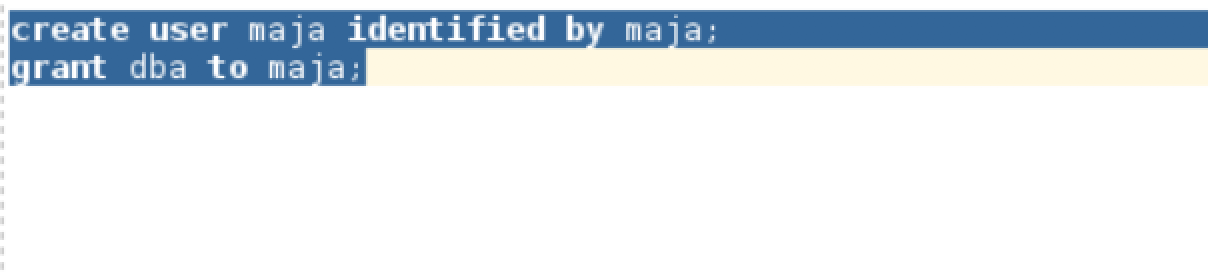 create user maja identified by maja;
grant dba to maja;